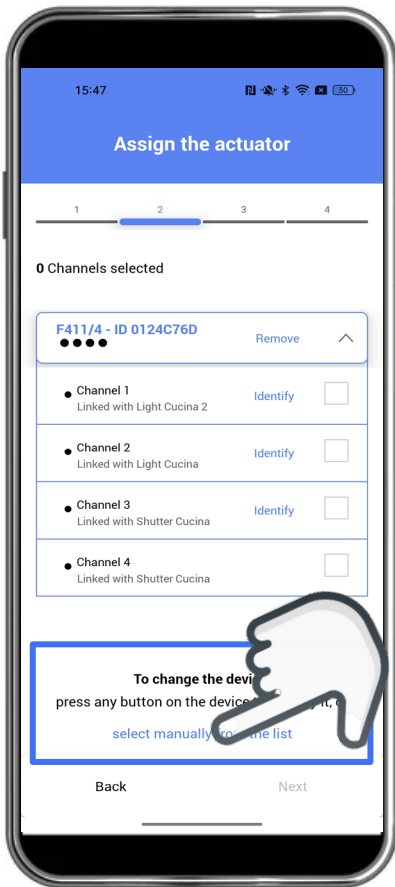 15:47
30
Assign the actuator
1 2 3 4
0 Channels selected
F411/4 - ID 0124C76D
Remove
Channel 1
Identify
Linked with Light Cucina 2
Channel 2
Identify
Linked with Light Cucina
Channel 3
Identify
Linked with Shutter Cucina
Channel 4
Linked with Shutter Cucina
To change the
press any button on the device
select manually the list
Back
Next